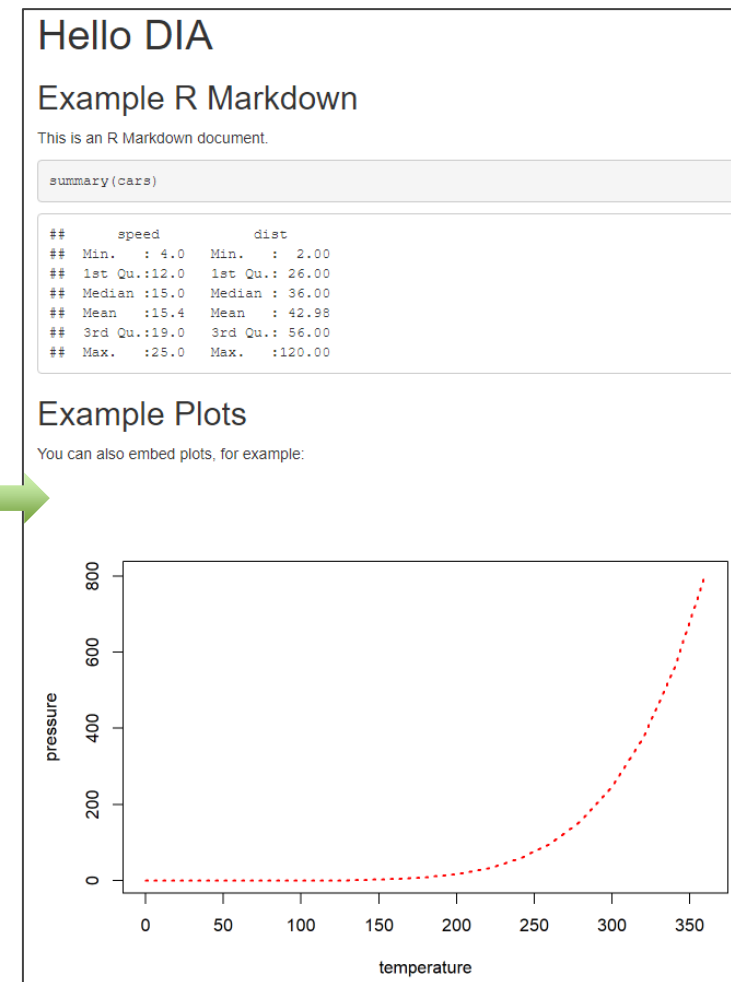 Hello DIA
Example R Markdown
This is an R Markdown document.
summary(cars)
##      speed           dist
##  Min.   : 4.0   Min.   :  2.00
##  1st Qu.:12.0   1st Qu.: 26.00
##  Median :15.0   Median : 36.00
##  Mean   :15.4   Mean   : 42.98
##  3rd Qu.:19.0   3rd Qu.: 56.00
##  Max.   :25.0   Max.   :120.00
Example Plots
You can also embed plots, for example:
800
600
400
200
0
pressure
0 50 100 150 200 250 300 350
temperature